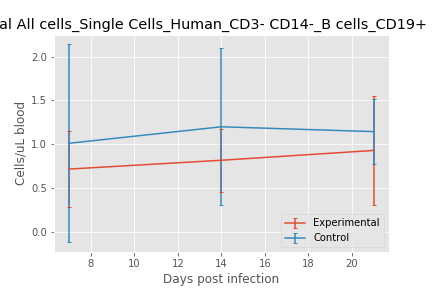 al All cells_Single Cells_Human_CD3- CD14-_B cells_CD19+
2.0
1.5
1.0
0.5
0.0
Cells/uL blood
Experimental
Control
8 10 12 14 16 18 20
Days post infection